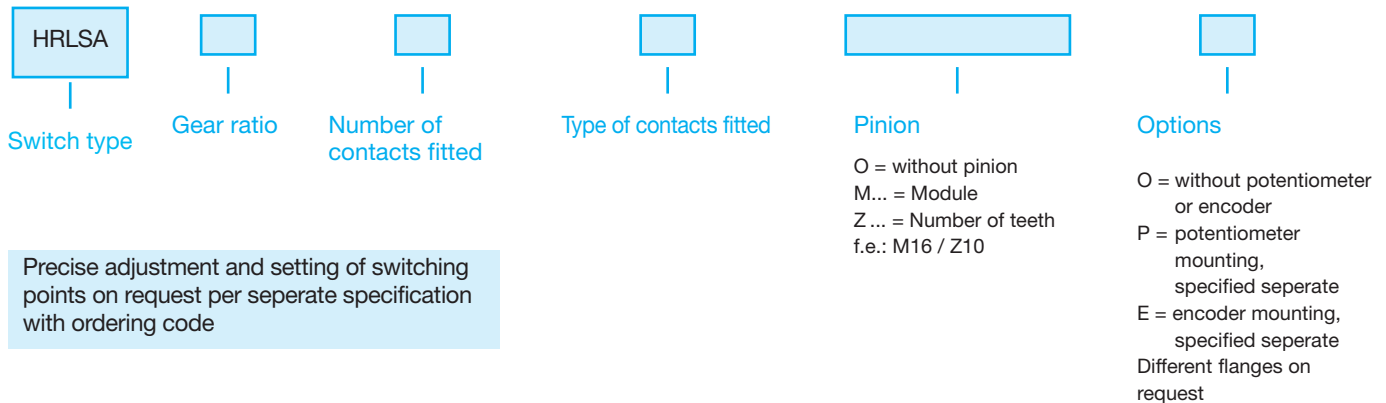 HRLSA
Switch type
Gear ratio
Number of
contacts fitted
Type of contacts fitted
Pinion
O = without pinion
M... = Module
Z ... = Number of teeth
f.e.: M16 / Z10
Options
O = without potentiometer
or encoder
P = potentiometer
mounting,
specified seperate
E = encoder mounting,
specified seperate
Different flanges on
request
Precise adjustment and setting of switching
points on request per seperate specification
with ordering code